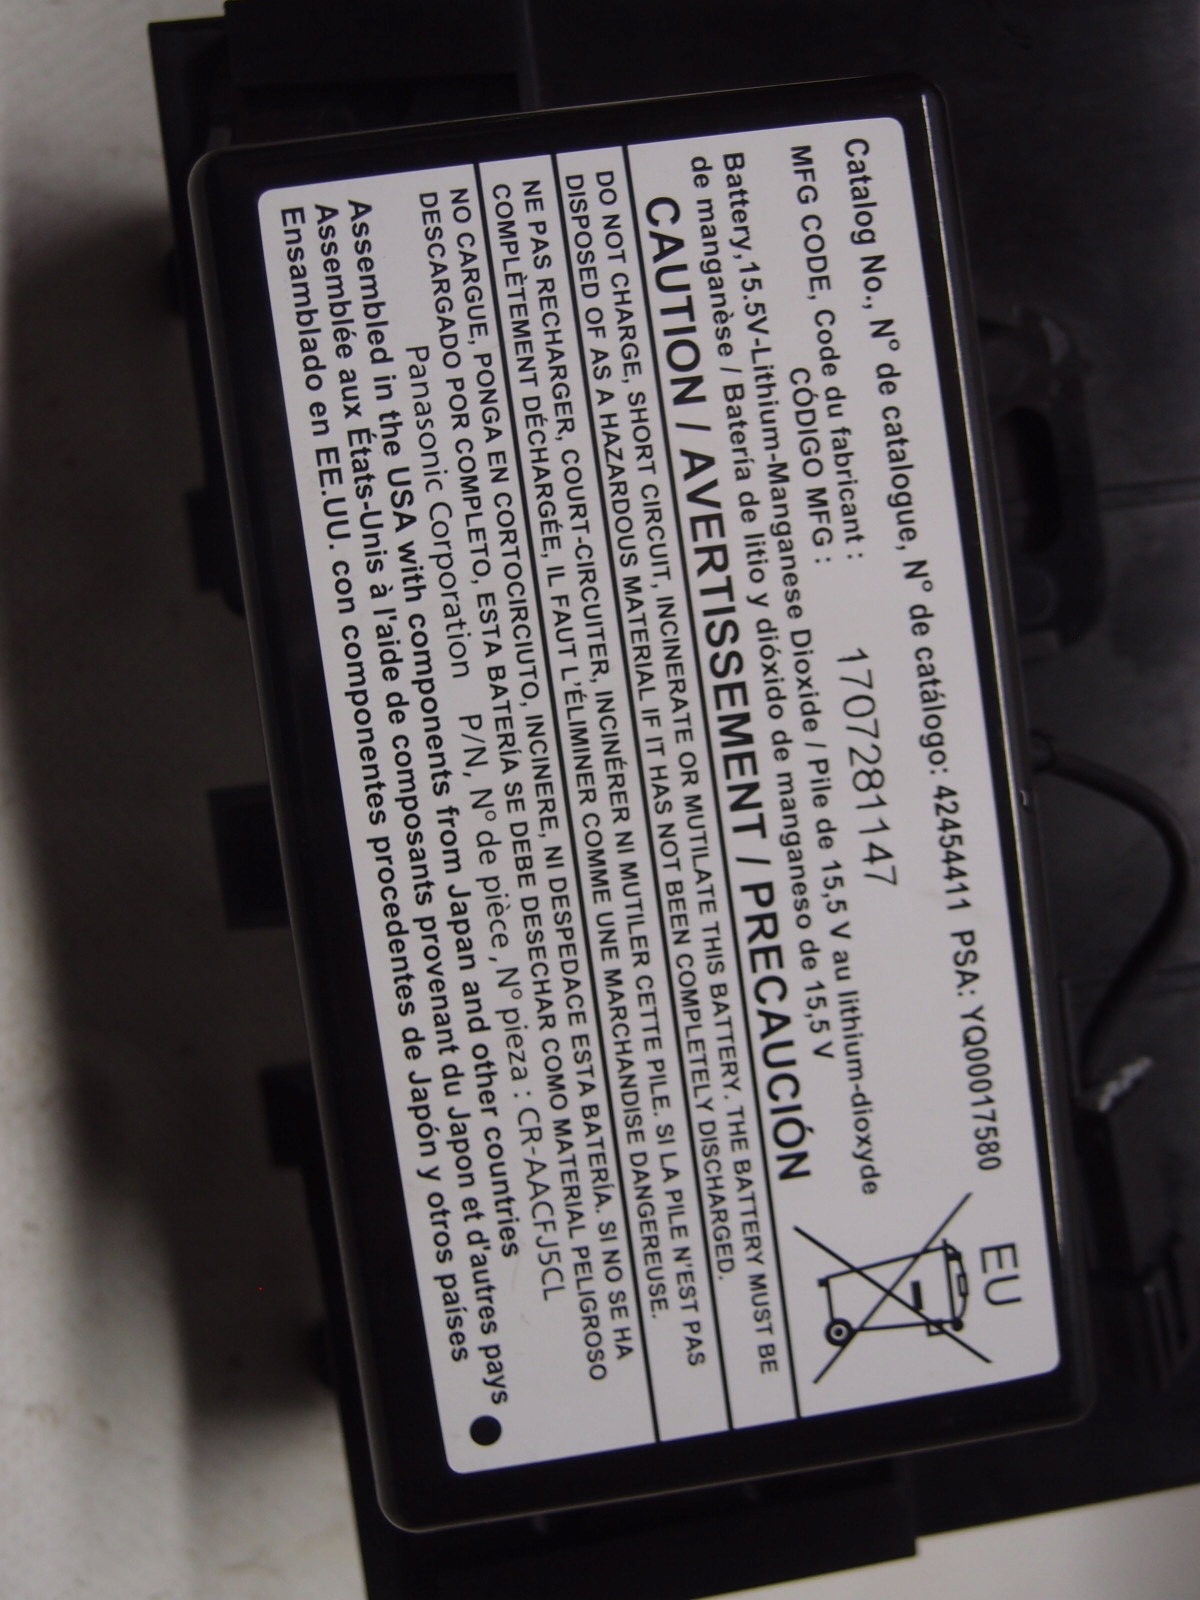 Catalog No., Nº de catalogue, Nº de catálogo: 42454411 PSA: YQ00017580
EU
MFG CODE, Code du fabricant :
CÓDIGO MFG :
1707281147
Battery,15.5V-Lithium-Manganese Dioxide / Pile de 15,5 V au lithium-dioxyde
de manganèse / Batería de litio y dióxido de manganeso de 15,5 V
CAUTION / AVERTISSEMENT / PRECAUCIÓN
DO NOT CHARGE, SHORT CIRCUIT, INCINERATE OR MUTILATE THIS BATTERY. THE BATTERY MUST BE
DISPOSED OF AS A HAZARDOUS MATERIAL IF IT HAS NOT BEEN COMPLETELY DISCHARGED.
NE PAS RECHARGER, COURT-CIRCUITER, INCINÉRER NI MUTILER CETTE PILE. SI LA PILE N'EST PAS
COMPLÈTEMENT DÉCHARGÉE, IL FAUT L'ÉLIMINER COMME UNE MARCHANDISE DANGEREUSE.
NO CARGUE, PONGA EN CORTOCIRCIUTO, INCINERE, NI DESPEDACE ESTA BATERÍA. SI NO SE HA
DESCARGADO POR COMPLETO, ESTA BATERÍA SE DEBE DESECHAR COMO MATERIAL PELIGROSO
Panasonic Corporation P/N, Nº de pièce, Nº pieza : CR-AACFJ5CL
Assembled in the USA with components from Japan and other countries
Assemblée aux États-Unis à l'aide de composants provenant du Japon et d'autres pays
Ensamblado en EE.UU. con componentes procedentes de Japón y otros países